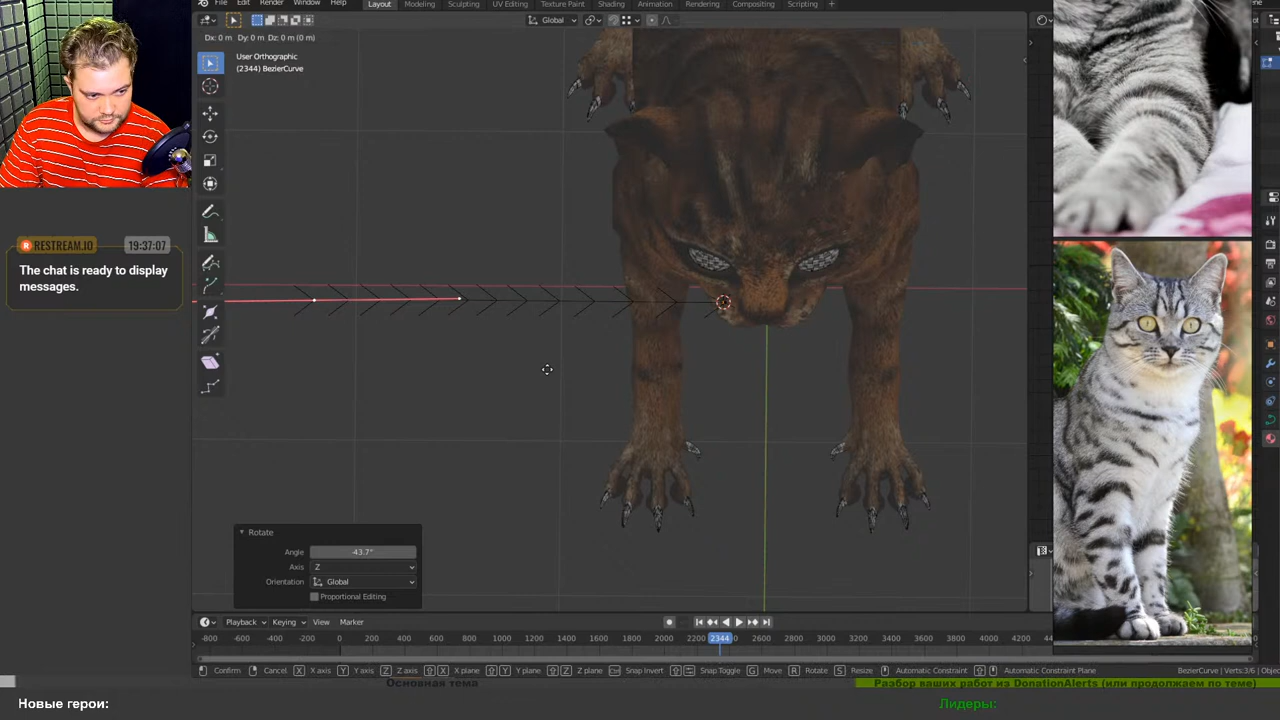 File Edit Render Window Help Layout Modeling Sculpting UV Editing Texture Paint Shading Animation Rendering Compositing Scripting +
Global
Dx: 0 m Dy: 0 m Dz: 0 m (0 m)
User Orthographic
(2344) BezierCurve
RESTREAM.IO 19:37:07
The chat is ready to display
messages.
Rotate
Angle -43.7°
Axis Z
Orientation Global
Proportional Editing
Playback Keying View Marker
-800 -600 -400 -200 0 200 400 600 800 1000 1200 1400 1600 1800 2000 2200 2344 2600 2800 3000 3200 3400 3600 3800 4000 4200
Confirm Cancel X X axis Y Y axis Z Z axis X X plane Y Y plane Z Z plane Snap Invert Snap Toggle G Move R Rotate S Resize Automatic Constraint Automatic Constraint Plane BezierCurve | Verts:3/6 | Objec
Основная тема
Разбор ваших работ из DonationAlerts (или продолжаем по теме)
Новые герои:
Лидеры: